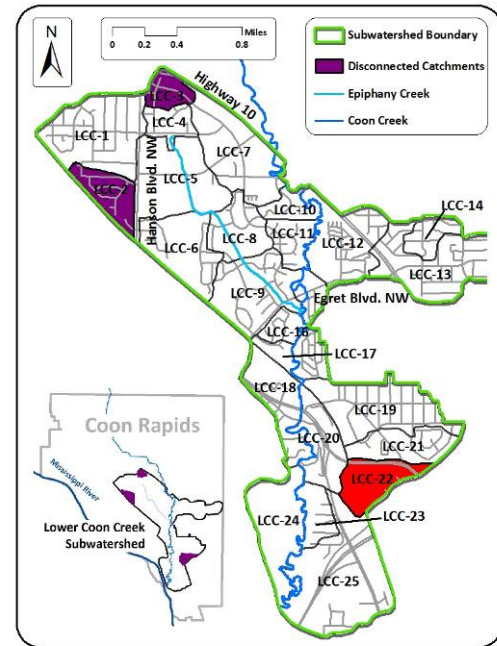 N
Miles
0 0.2 0.4 0.8
Subwatershed Boundary
Disconnected Catchments
Epiphany Creek
Coon Creek
Highway 10
LCC-3
LCC-1
LCC-4
LCC-7
Hanson Blvd. NW
LCC-2
LCC-5
LCC-10
LCC-14
LCC-11
LCC-12
LCC-6
LCC-8
LCC-13
LCC-9
Egret Blvd. NW
LCC-16
LCC-17
LCC-18
LCC-19
LCC-20
LCC-21
LCC-22
LCC-24
LCC-23
LCC-25
Coon Rapids
Mississippi River
Lower Coon Creek
Subwatershed